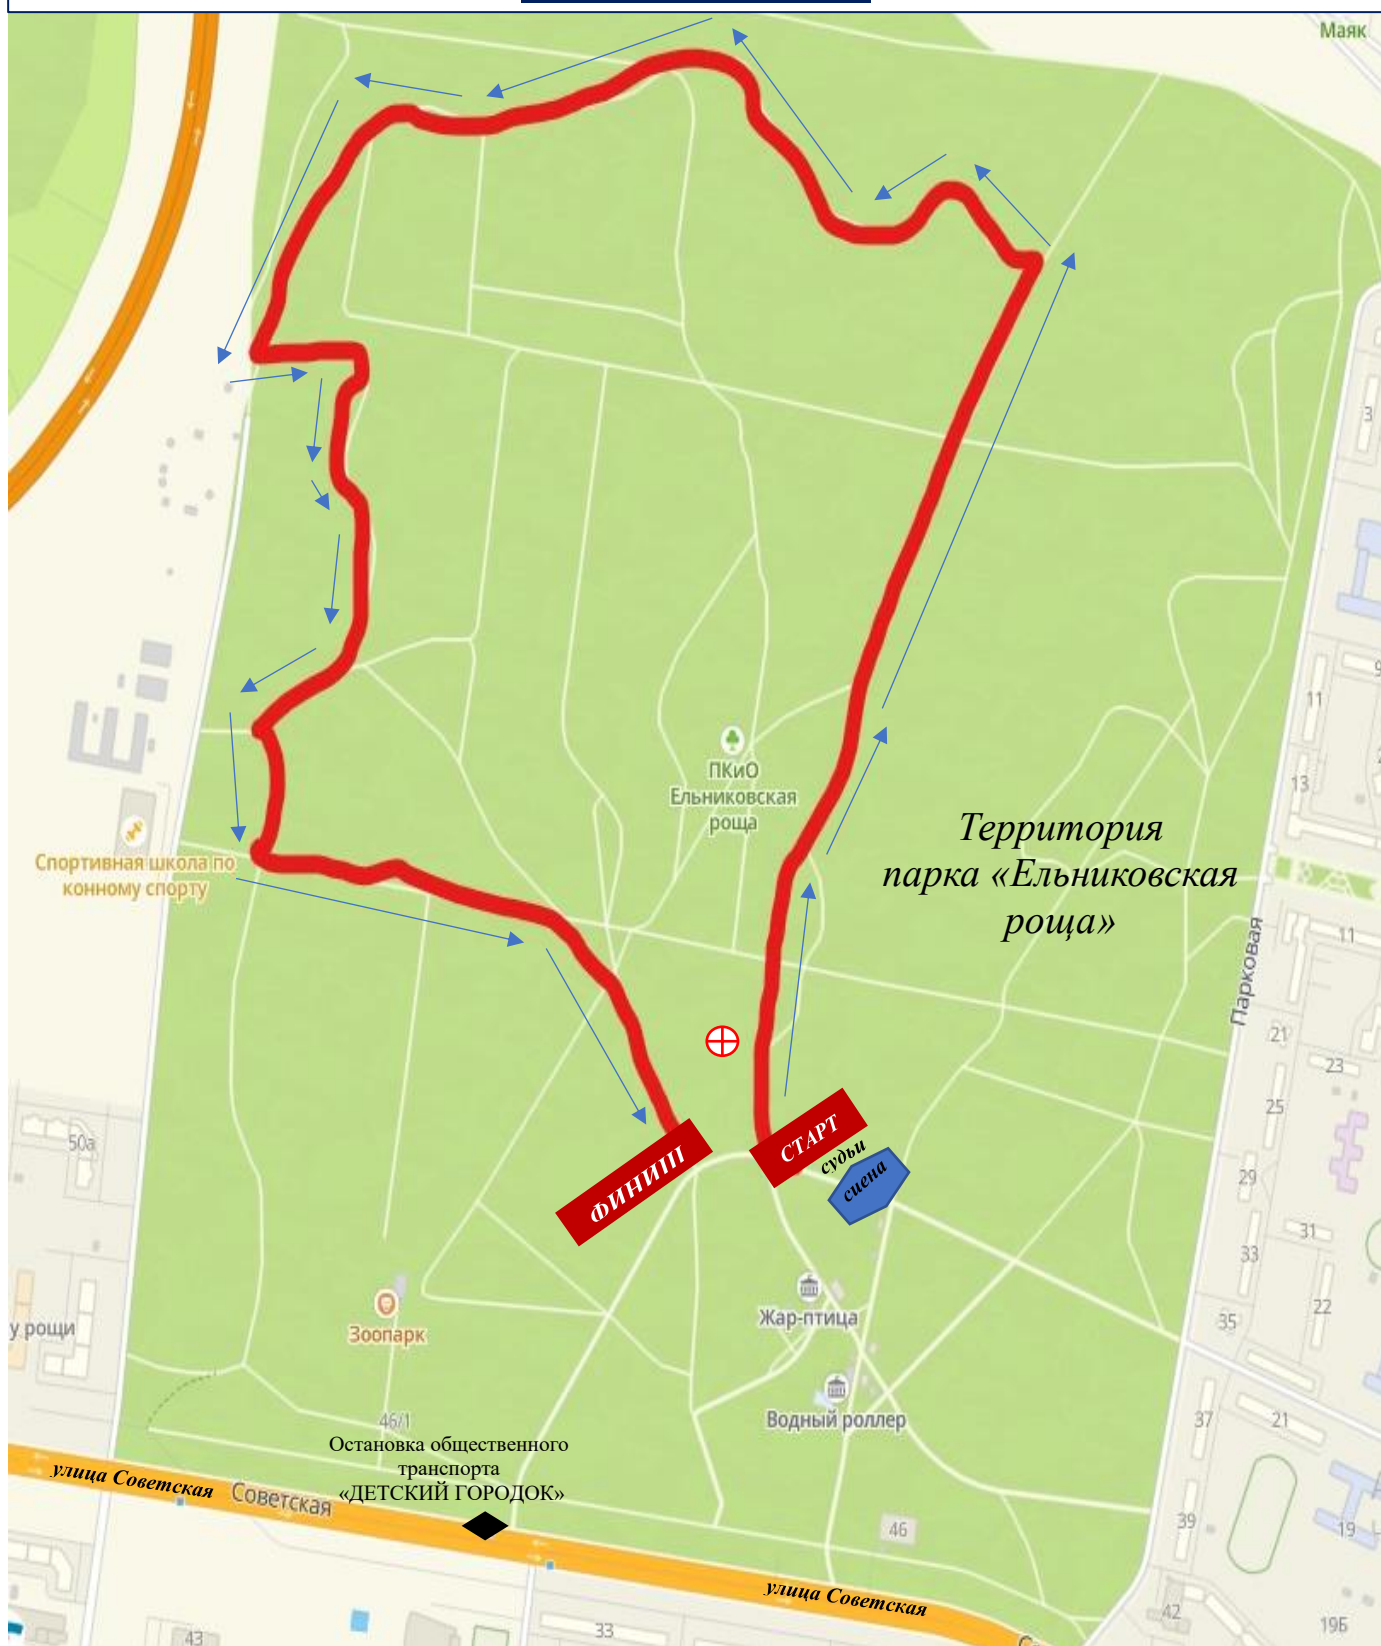 Маяк
3
9
11
13
ПКиО
Ельниковская
роща
Территория
парка «Ельниковская
роща»
Спортивная школа по
конному спорту
Парковая
11
21
23
25
50а
СТАРТ
судьи
сцена
ФИНИШ
29
31
33
22
35
Жар-птица
Зоопарк
у рощи
Водный роллер
46/1
37
21
Остановка общественного
транспорта
«ДЕТСКИЙ ГОРОДОК»
улица Советская
Советская
46
39
19
улица Советская
42
19Б
33
43